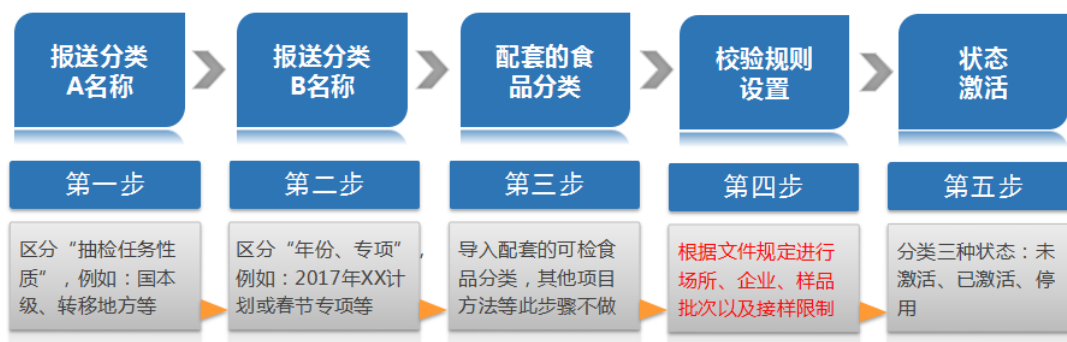 报送分类
A名称
报送分类
B名称
配套的食
品分类
校验规则
设置
状态
激活
第一步
第二步
第三步
第四步
第五步
区分“抽检任务性
质”，例如：国本
级、转移地方等
区分“年份、专项”，
例如：2017年XX计
划或春节专项等
导入配套的可检食
品分类，其他项目
方法等此步骤不做
根据文件规定进行
场所、企业、样品
批次以及接样限制
分类三种状态：未
激活、已激活、停
用